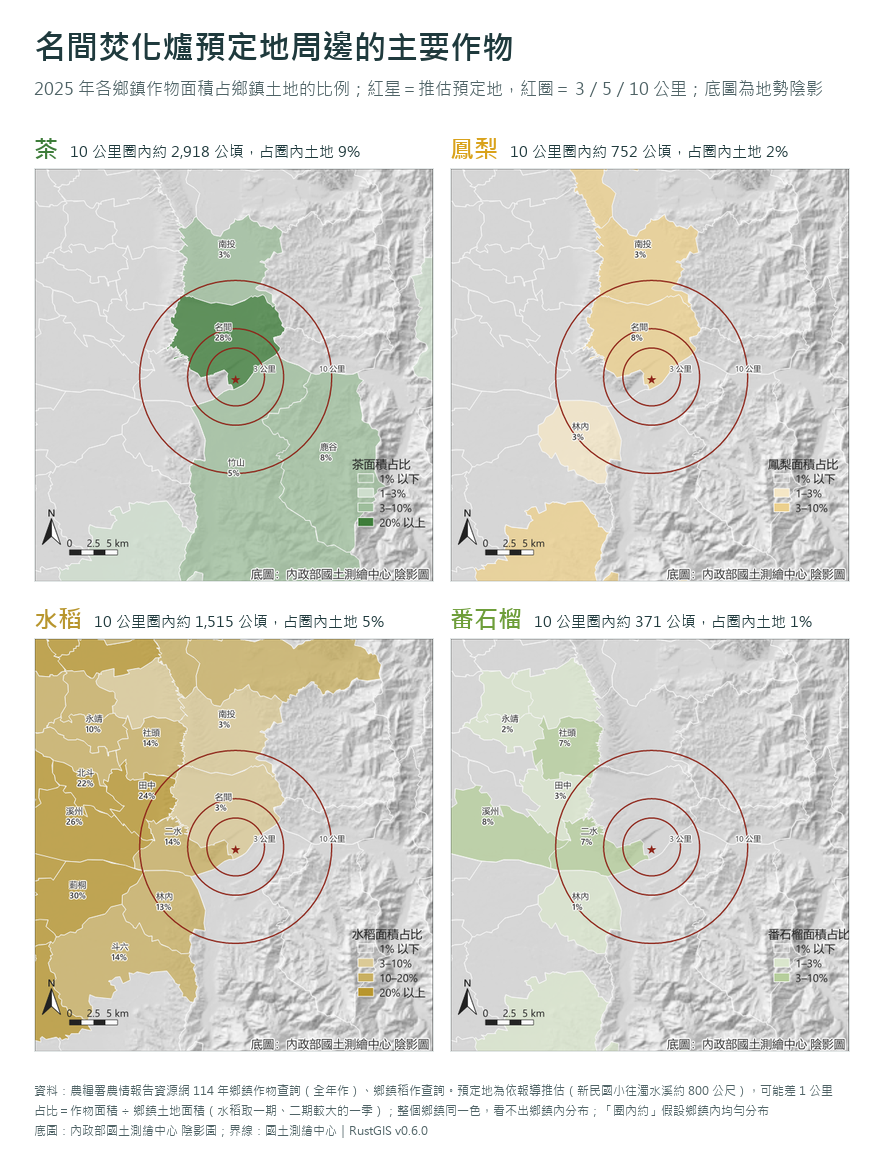 名間焚化爐預定地周邊的主要作物
2025 年各鄉鎮作物面積占鄉鎮土地的比例；紅星＝推估預定地，紅圈＝ 3 / 5 / 10 公里；底圖為地勢陰影
茶 10 公里圈內約 2,918 公頃，占圈內土地 9%
南投
3%
名間
28%
3 公里
10 公里
鹿谷
8%
竹山
5%
茶面積占比
1% 以下
1–3%
3–10%
20% 以上
N
0 2.5 5 km
底圖：內政部國土測繪中心 陰影圖
鳳梨 10 公里圈內約 752 公頃，占圈內土地 2%
南投
3%
名間
8%
3 公里
10 公里
林內
3%
鳳梨面積占比
1% 以下
1–3%
3–10%
N
0 2.5 5 km
底圖：內政部國土測繪中心 陰影圖
水稻 10 公里圈內約 1,515 公頃，占圈內土地 5%
南投
3%
永靖
10%
社頭
14%
北斗
22%
田中
24%
名間
3%
溪州
26%
二水
14%
3 公里
10 公里
莿桐
30%
林內
13%
斗六
14%
水稻面積占比
1% 以下
3–10%
10–20%
20% 以上
N
0 2.5 5 km
底圖：內政部國土測繪中心 陰影圖
番石榴 10 公里圈內約 371 公頃，占圈內土地 1%
永靖
2%
社頭
7%
田中
3%
溪州
8%
二水
7%
3 公里
10 公里
林內
1%
番石榴面積占比
1% 以下
1–3%
3–10%
N
0 2.5 5 km
底圖：內政部國土測繪中心 陰影圖
資料：農糧署農情報告資源網 114 年鄉鎮作物查詢（全年作）、鄉鎮稻作查詢。預定地為依報導推估（新民國小往濁水溪約 800 公尺），可能差 1 公里
占比＝作物面積 ÷ 鄉鎮土地面積（水稻取一期、二期較大的一季）；整個鄉鎮同一色，看不出鄉鎮內分布；「圈內約」假設鄉鎮內均勻分布
底圖：內政部國土測繪中心 陰影圖；界線：國土測繪中心 | RustGIS v0.6.0